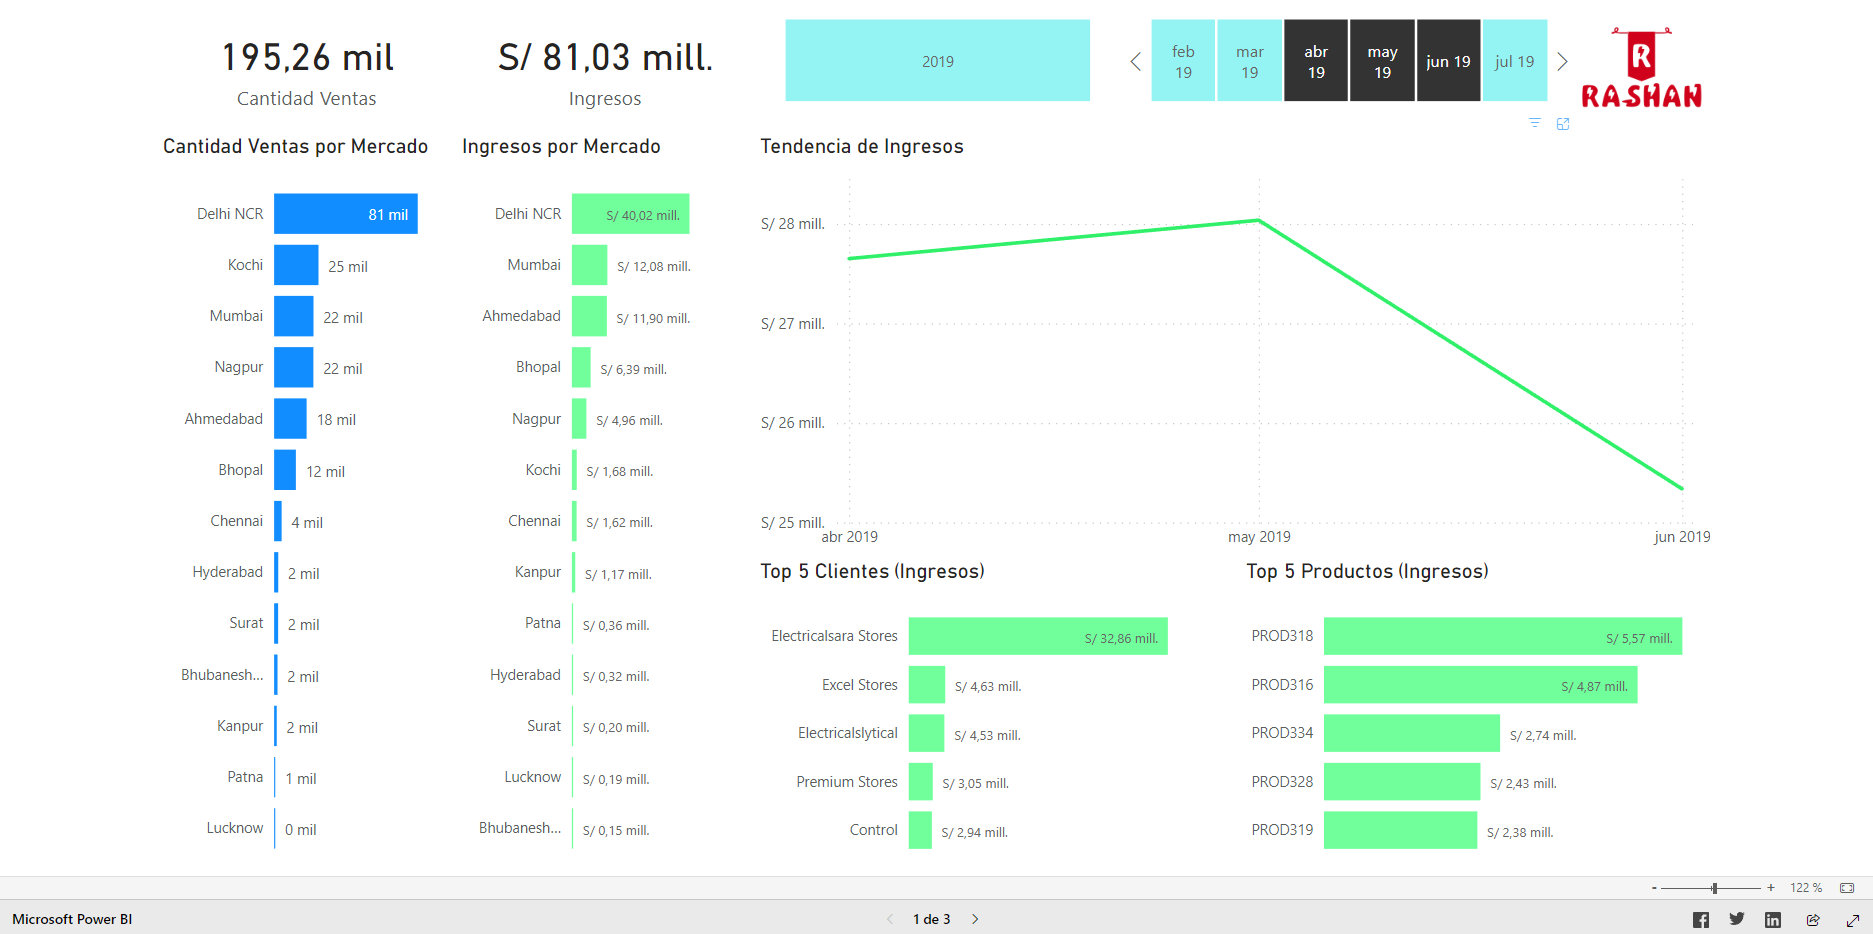 195,26 mil
Cantidad Ventas
S/ 81,03 mill.
Ingresos
2019
feb
19
mar
19
abr
19
may
19
jun 19
jul 19
R
RASHAN
Cantidad Ventas por Mercado
Delhi NCR 81 mil
Kochi 25 mil
Mumbai 22 mil
Nagpur 22 mil
Ahmedabad 18 mil
Bhopal 12 mil
Chennai 4 mil
Hyderabad 2 mil
Surat 2 mil
Bhubanesh... 2 mil
Kanpur 2 mil
Patna 1 mil
Lucknow 0 mil
Ingresos por Mercado
Delhi NCR S/ 40,02 mill.
Mumbai S/ 12,08 mill.
Ahmedabad S/ 11,90 mill.
Bhopal S/ 6,39 mill.
Nagpur S/ 4,96 mill.
Kochi S/ 1,68 mill.
Chennai S/ 1,62 mill.
Kanpur S/ 1,17 mill.
Patna S/ 0,36 mill.
Hyderabad S/ 0,32 mill.
Surat S/ 0,20 mill.
Lucknow S/ 0,19 mill.
Bhubanesh... S/ 0,15 mill.
Tendencia de Ingresos
S/ 28 mill.
S/ 27 mill.
S/ 26 mill.
S/ 25 mill.
abr 2019 may 2019 jun 2019
Top 5 Clientes (Ingresos)
Electricalsara Stores S/ 32,86 mill.
Excel Stores S/ 4,63 mill.
Electricalslytical S/ 4,53 mill.
Premium Stores S/ 3,05 mill.
Control S/ 2,94 mill.
Top 5 Productos (Ingresos)
PROD318 S/ 5,57 mill.
PROD316 S/ 4,87 mill.
PROD334 S/ 2,74 mill.
PROD328 S/ 2,43 mill.
PROD319 S/ 2,38 mill.
- + 122 %
Microsoft Power BI
1 de 3